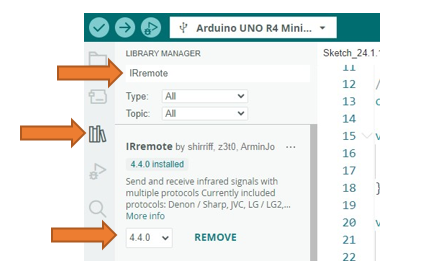 Arduino UNO R4 Mini...
LIBRARY MANAGER
IRremote
Type: All
Topic: All
IRremote by shirriff, z3t0, ArminJo ...
4.4.0 installed
Send and receive infrared signals with
multiple protocols Currently included
protocols: Denon / Sharp, JVC, LG / LG2,...
More info
4.4.0 REMOVE
Sketch_24.1.1
11
12 /
13 c
14
15 v
16
17
18 }
19
20 v
21
22